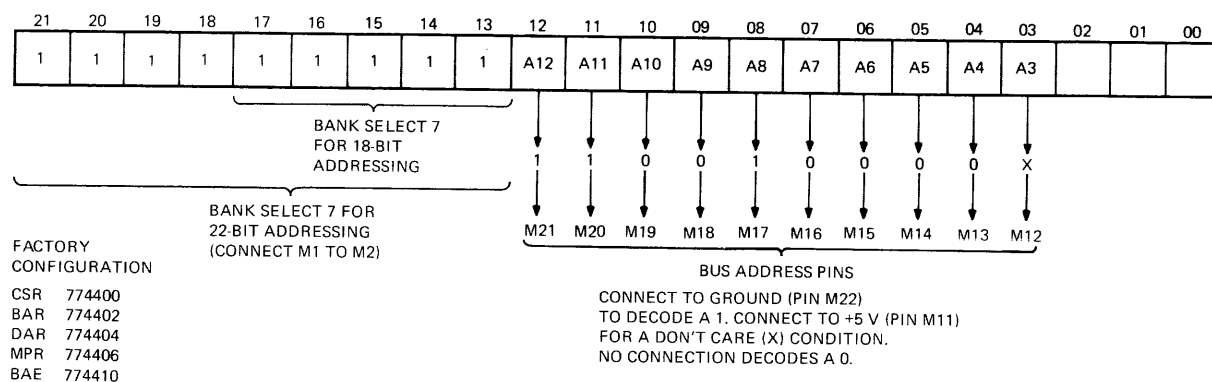 21 20 19 18 17 16 15 14 13 12 11 10 09 08 07 06 05 04 03 02 01 00
1 1 1 1 1 1 1 1 1 A12 A11 A10 A9 A8 A7 A6 A5 A4 A3
BANK SELECT 7
FOR 18-BIT
ADDRESSING
1 1 0 0 1 0 0 0 0 X
BANK SELECT 7 FOR
22-BIT ADDRESSING
(CONNECT M1 TO M2)
M21 M20 M19 M18 M17 M16 M15 M14 M13 M12
BUS ADDRESS PINS
FACTORY
CONFIGURATION
CSR 774400
BAR 774402
DAR 774404
MPR 774406
BAE 774410
CONNECT TO GROUND (PIN M22)
TO DECODE A 1. CONNECT TO +5 V (PIN M11)
FOR A DON'T CARE (X) CONDITION.
NO CONNECTION DECODES A 0.